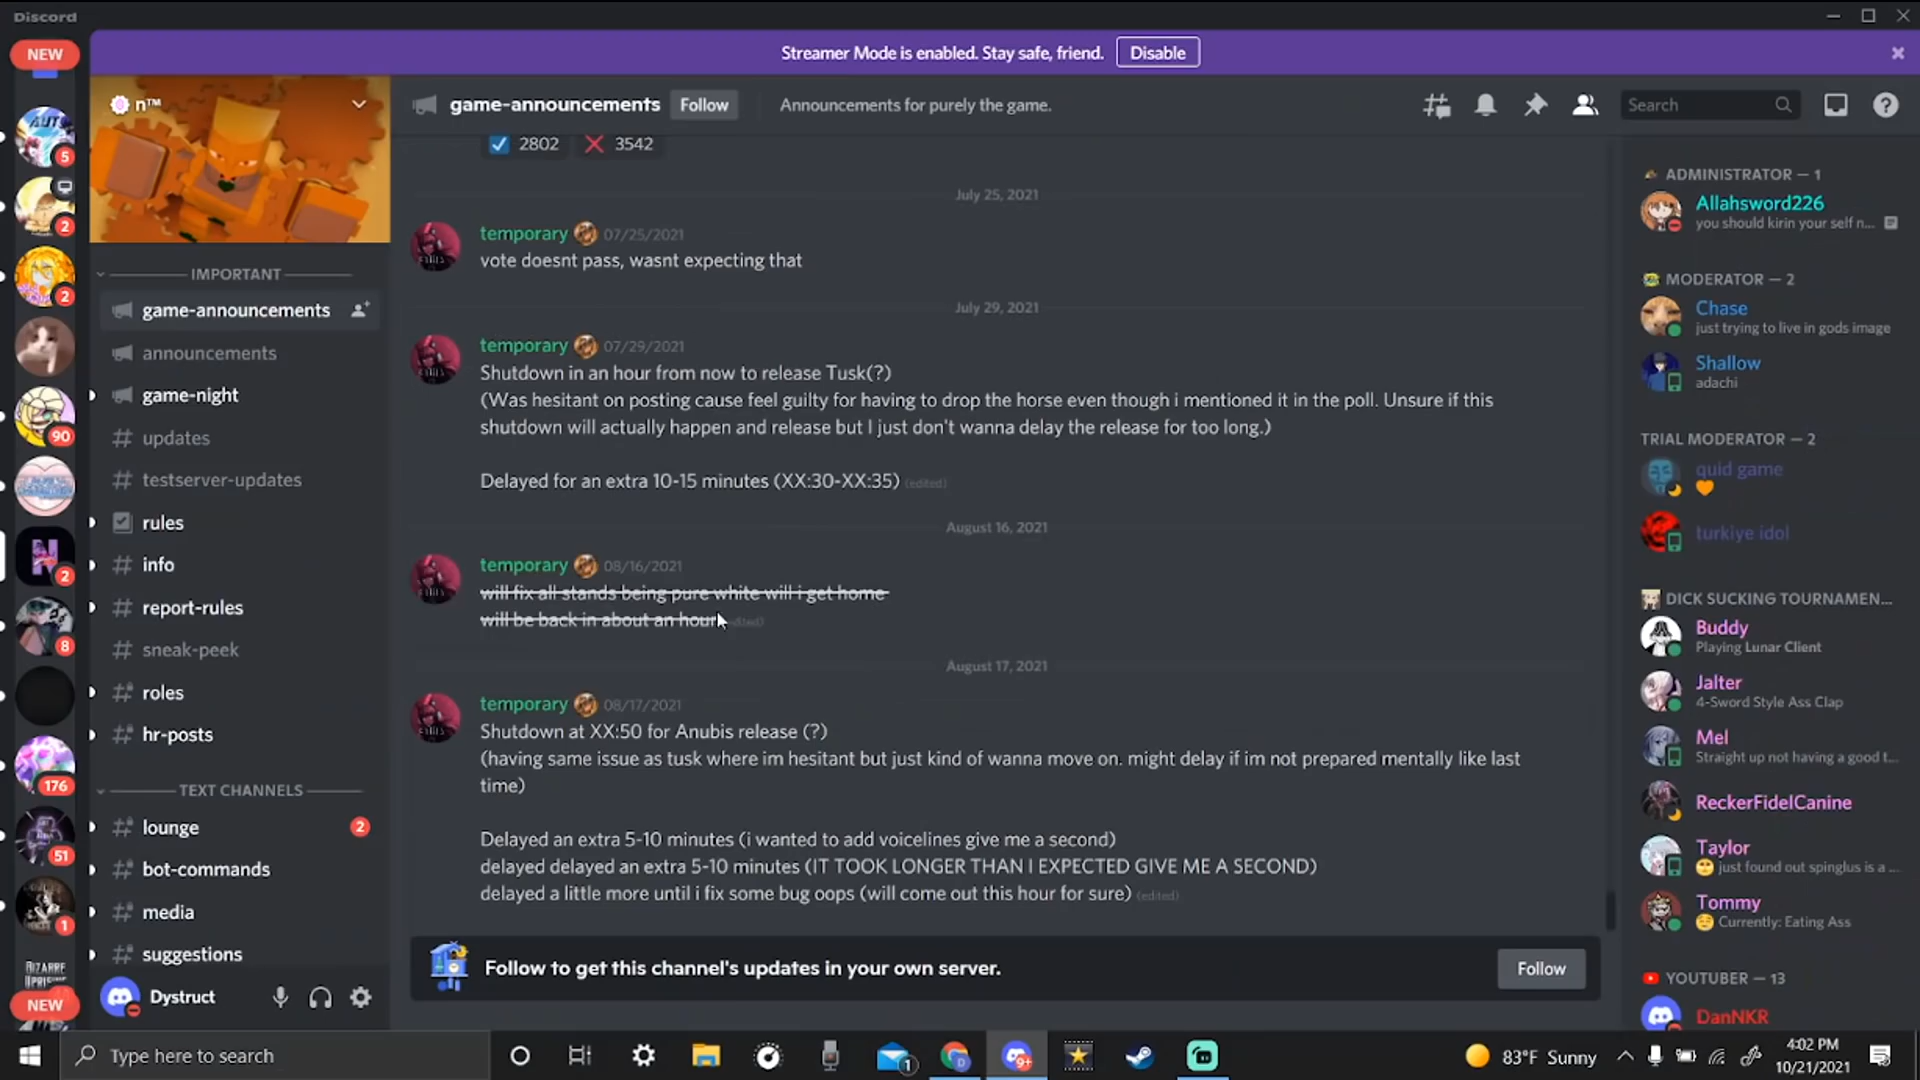 Discord
Streamer Mode is enabled. Stay safe, friend.
Disable
NEW
5
2
2
90
2
8
176
51
1
BIZARRE
NEW
n™
IMPORTANT
game-announcements
announcements
game-night
updates
testserver-updates
rules
info
report-rules
sneak-peek
roles
hr-posts
TEXT CHANNELS
lounge
2
bot-commands
media
suggestions
Dystruct
game-announcements
Follow
Announcements for purely the game.
Search
2802
3542
July 25, 2021
temporary 07/25/2021
vote doesnt pass, wasnt expecting that
July 29, 2021
temporary 07/29/2021
Shutdown in an hour from now to release Tusk(?)
(Was hesitant on posting cause feel guilty for having to drop the horse even though i mentioned it in the poll. Unsure if this
shutdown will actually happen and release but I just don't wanna delay the release for too long.)
Delayed for an extra 10-15 minutes (XX:30-XX:35) (edited)
August 16, 2021
temporary 08/16/2021
will fix all stands being pure white will i get home
will be back in about an hour
August 17, 2021
temporary 08/17/2021
Shutdown at XX:50 for Anubis release (?)
(having same issue as tusk where im hesitant but just kind of wanna move on. might delay if im not prepared mentally like last
time)
Delayed an extra 5-10 minutes (i wanted to add voicelines give me a second)
delayed delayed an extra 5-10 minutes (IT TOOK LONGER THAN I EXPECTED GIVE ME A SECOND)
delayed a little more until i fix some bug oops (will come out this hour for sure) (edited)
Follow to get this channel's updates in your own server.
Follow
ADMINISTRATOR — 1
Allahsword226
you should kirin your self n...
MODERATOR — 2
Chase
just trying to live in gods image
Shallow
adachi
TRIAL MODERATOR — 2
quid game
turkiye idol
DICK SUCKING TOURNAMEN...
Buddy
Playing Lunar Client
Jalter
4-Sword Style Ass Clap
Mel
Straight up not having a good t...
ReckerFidelCanine
Taylor
just found out spinglus is a ...
Tommy
Currently: Eating Ass
YOUTUBER — 13
DanNKR
Type here to search
1
9+
83°F Sunny
4:02 PM
10/21/2021